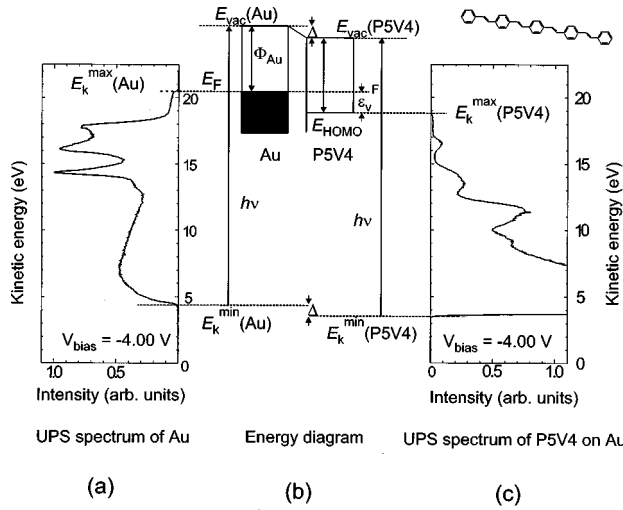 E_vac(Au)
Δ
E_vac(P5V4)
Φ_Au
E_k^max(Au)
E_F
F
ε_v
E_k^max(P5V4)
E_HOMO
Au
P5V4
hν
hν
E_k^min(Au)
Δ
E_k^min(P5V4)
Kinetic energy (eV)
20
15
10
5
0
V_bias = -4.00 V
1.0
0.5
0
Intensity (arb. units)
UPS spectrum of Au
(a)
Energy diagram
(b)
20
15
10
5
0
Kinetic energy (eV)
V_bias = -4.00 V
0
0.5
1.0
Intensity (arb. units)
UPS spectrum of P5V4 on Au
(c)